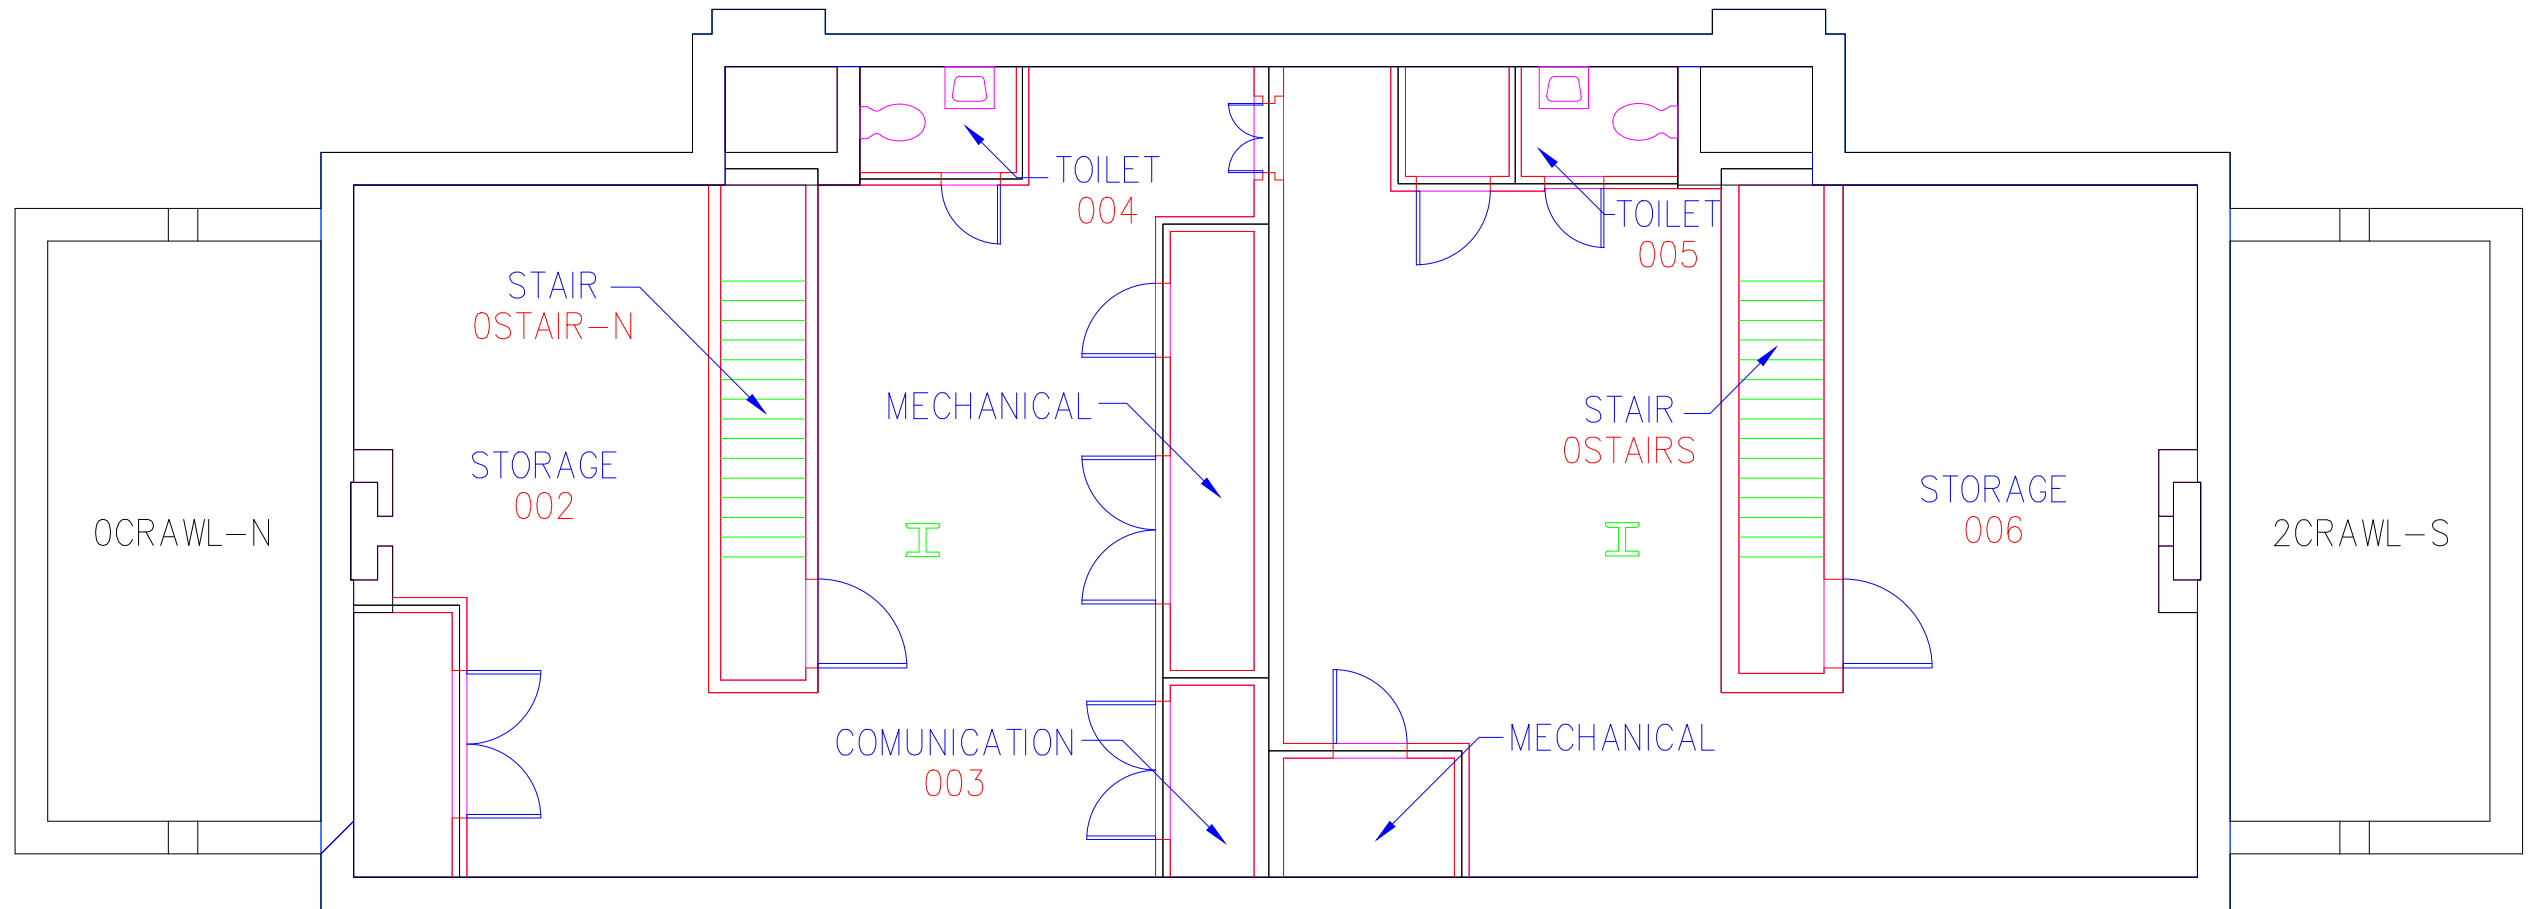 TOILET
004
TOILET
005
STAIR
0STAIR-N
MECHANICAL
STAIR
0STAIRS
STORAGE
002
STORAGE
006
0CRAWL-N
2CRAWL-S
COMUNICATION
003
MECHANICAL